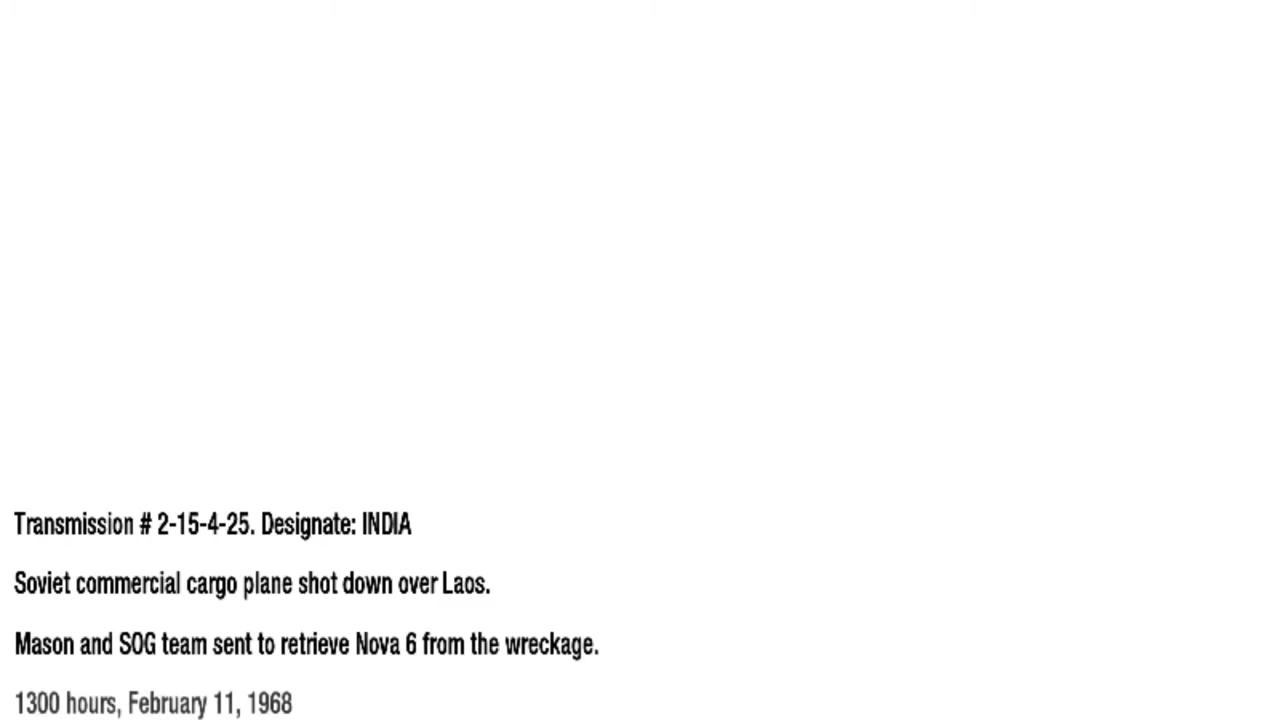 Transmission # 2-15-4-25. Designate: INDIA
Soviet commercial cargo plane shot down over Laos.
Mason and SOG team sent to retrieve Nova 6 from the wreckage.
1300 hours, February 11, 1968